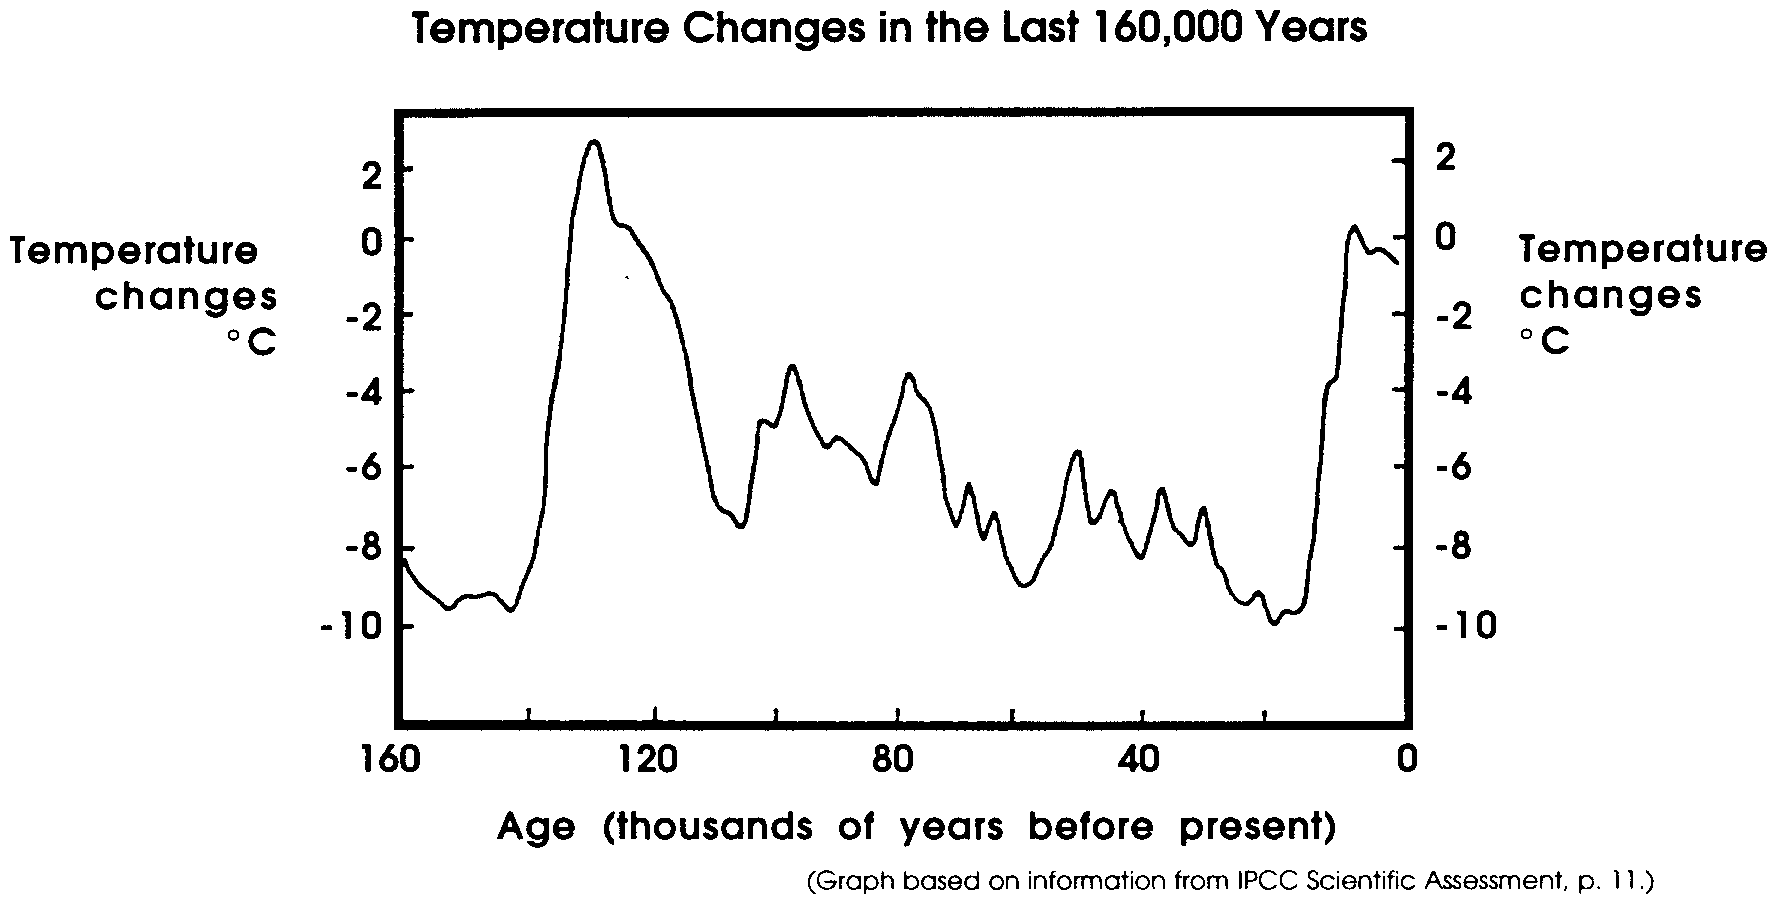 Temperature Changes in the Last 160,000 Years
2
0
-2
-4
-6
-8
-10
Temperature
changes
°C
2
0
-2
-4
-6
-8
-10
Temperature
changes
°C
160 120 80 40 0
Age (thousands of years before present)
(Graph based on information from IPCC Scientific Assessment, p. 11.)